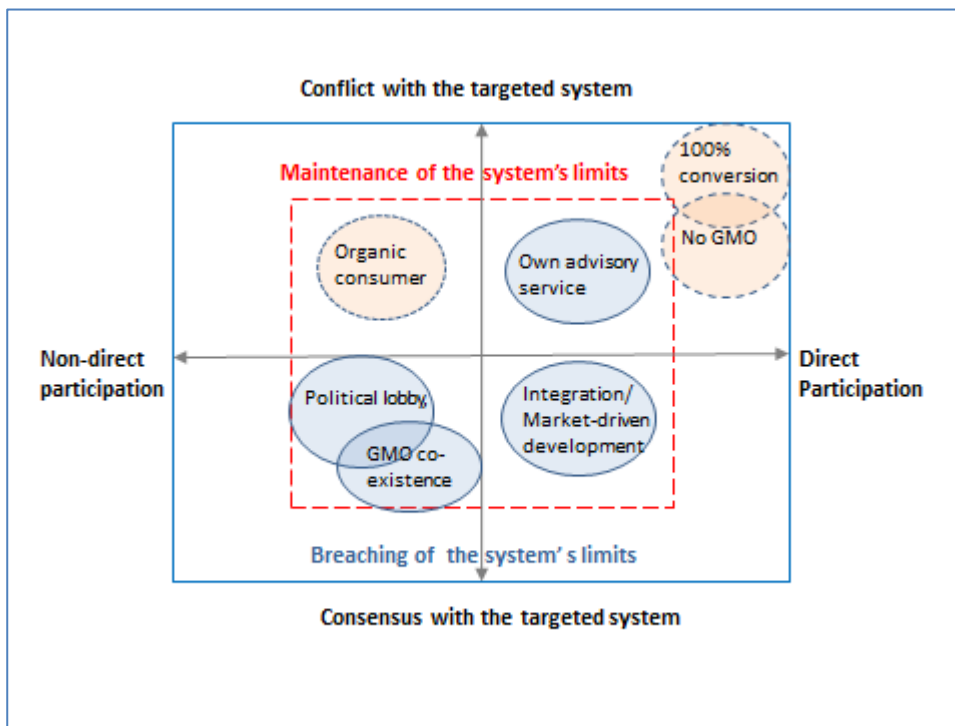 Conflict with the targeted system
100%
conversion
Maintenance of the system's limits
No GMO
Organic
consumer
Own advisory
service
Non-direct
participation
Direct
Participation
Political lobby,
Integration/
Market-driven
development
GMO co-
existence
Breaching of the system' s limits
Consensus with the targeted system